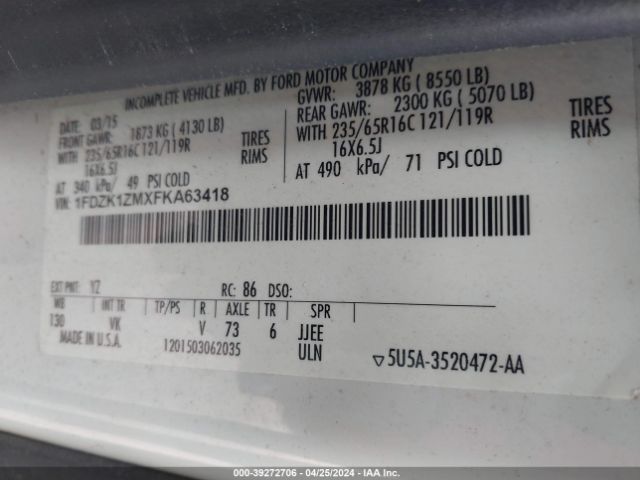 INCOMPLETE VEHICLE MFD. BY FORD MOTOR COMPANY
DATE: 03/15
GVWR: 3878 KG ( 8550 LB)
FRONT GAWR: 1873 KG ( 4130 LB)
REAR GAWR: 2300 KG ( 5070 LB)
WITH 235/65R16C 121/119R TIRES
WITH 235/65R16C 121/119R TIRES
16X6.5J RIMS
16X6.5J RIMS
AT 340 kPa/ 49 PSI COLD
AT 490 kPa/ 71 PSI COLD
VIN: 1FDZK1ZMXFKA63418
EXT PNT: YZ RC: 86 DSO:
WB INT TR TP/PS R AXLE TR SPR
130 VK V 73 6 JJEE
MADE IN U.S.A. 1201503062035 ULN ▽5U5A-3520472-AA
000-39272706 - 04/25/2024 - IAA Inc.